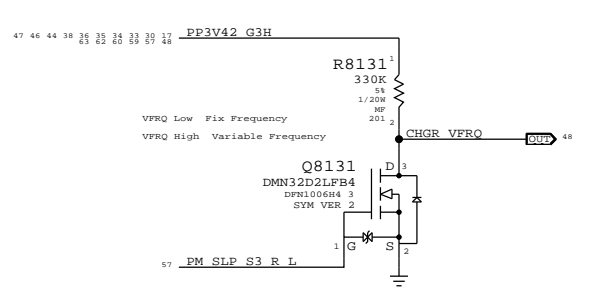 47 46 44 38 36 35 34 33 30 17 PP3V42 G3H
63 62 60 59 57 48
R8131 1
330K
5%
1/20W
MF
201 2
VFRQ Low Fix Frequency
VFRQ High Variable Frequency
CHGR VFRQ OUT 48
Q8131 D 3
DMN32D2LFB4
DFN1006H4 3
SYM VER 2
1 G S 2
57 PM SLP S3 R L